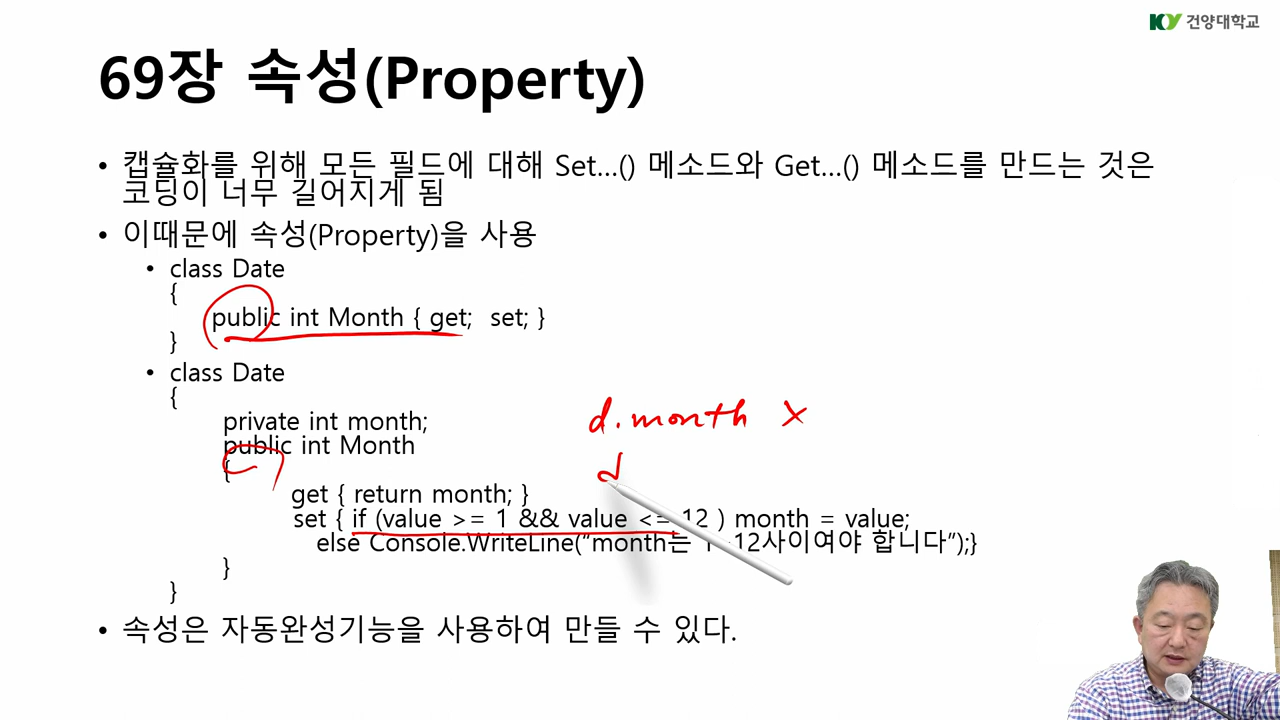 KY 건양대학교
69장 속성(Property)
• 캡슐화를 위해 모든 필드에 대해 Set...() 메소드와 Get...() 메소드를 만드는 것은
코딩이 너무 길어지게 됨
• 이때문에 속성(Property)을 사용
• class Date
{
public int Month { get; set; }
}
• class Date
{
private int month;
public int Month
{
get { return month; }
set { if (value >= 1 && value <= 12 ) month = value;
else Console.WriteLine("month는 1~12사이여야 합니다");}
}
}
d.month x
d
• 속성은 자동완성기능을 사용하여 만들 수 있다.